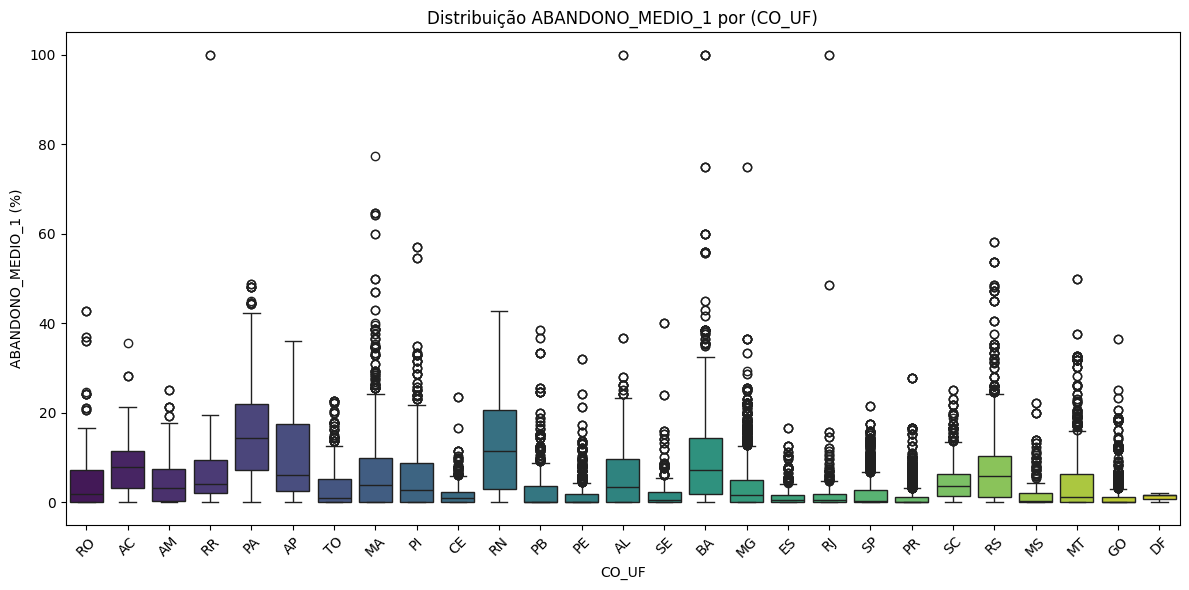 Distribuição ABANDONO_MEDIO_1 por (CO_UF)
ABANDONO_MEDIO_1 (%)
100
80
60
40
20
0
RO AC AM RR PA AP TO MA PI CE RN PB PE AL SE BA MG ES RJ SP PR SC RS MS MT GO DF
CO_UF